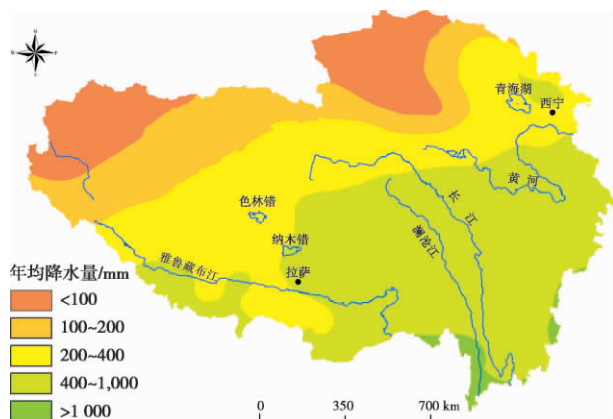 青海湖
西宁
黄河
长江
澜沧江
色林错
纳木错
拉萨
雅鲁藏布江
年均降水量/mm
<100
100~200
200~400
400~1,000
>1 000
0 350 700 km